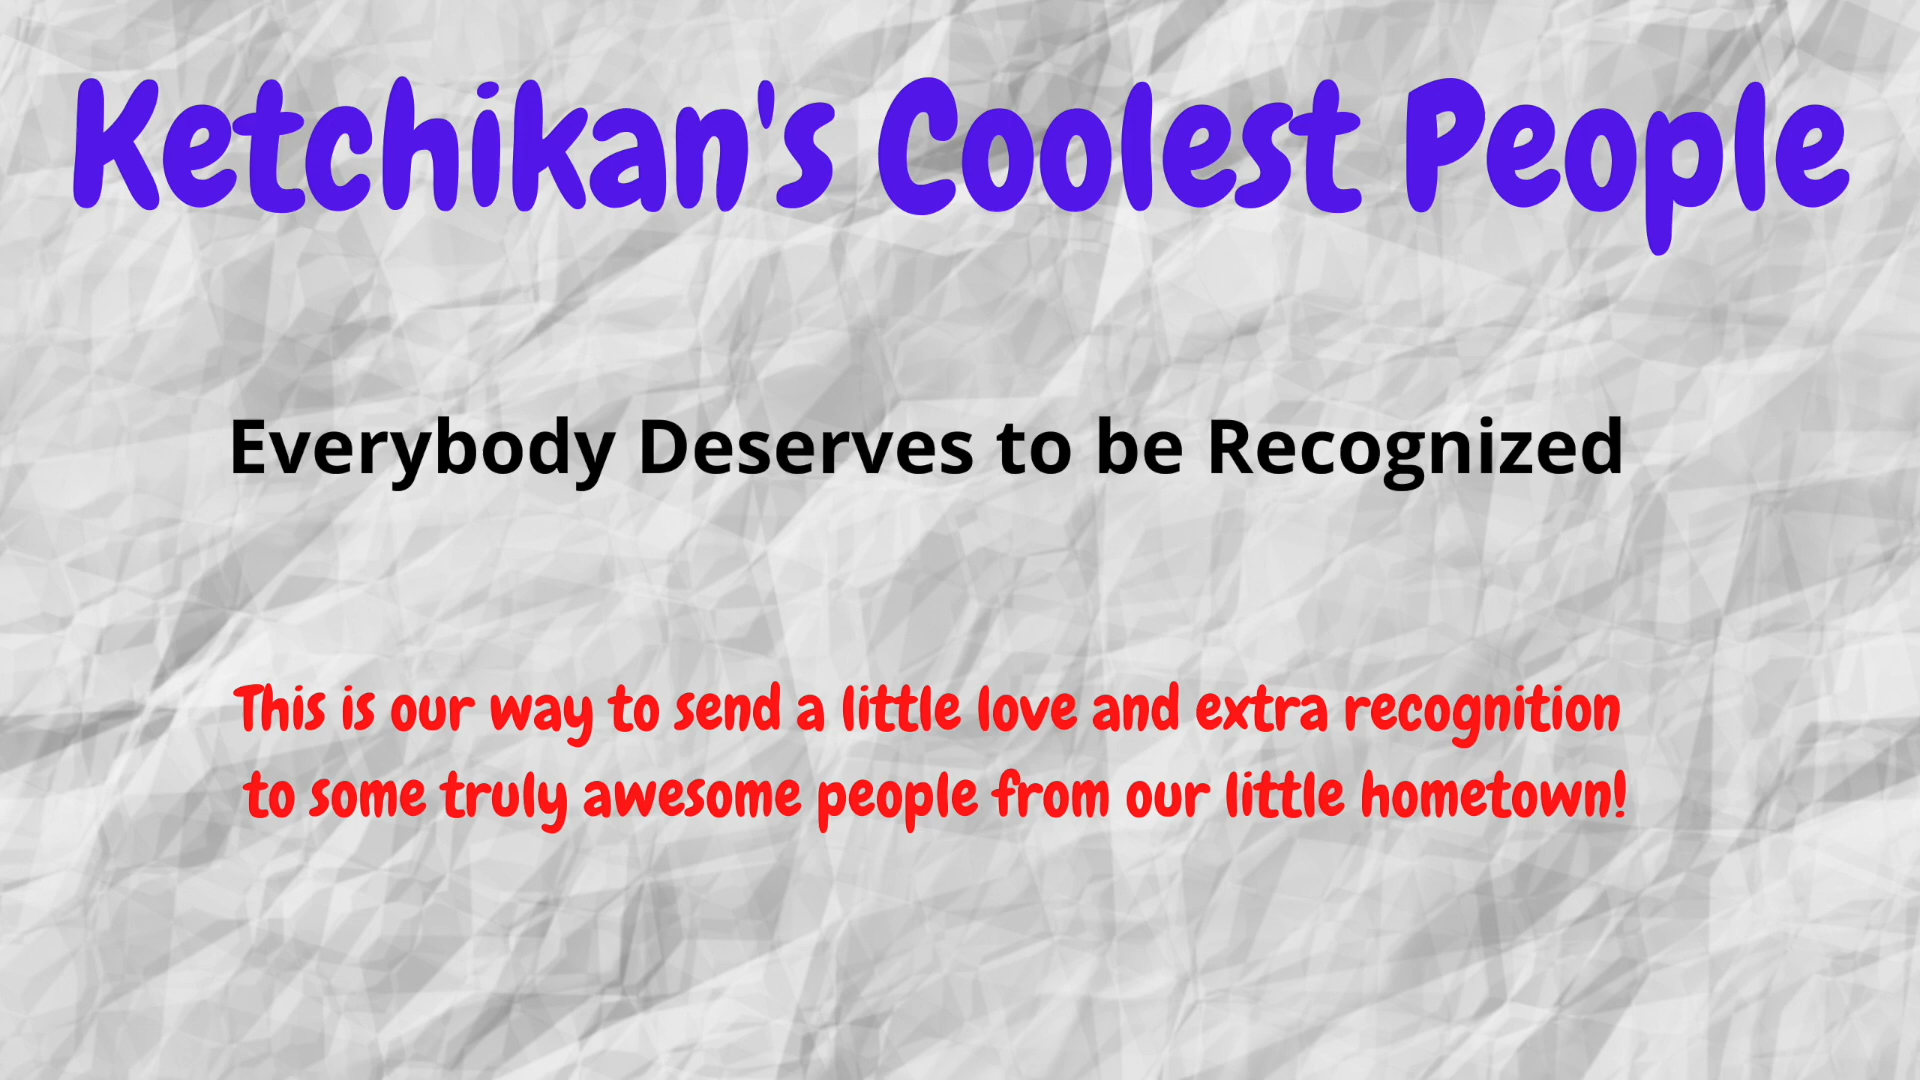 Ketchikan's Coolest People
Everybody Deserves to be Recognized
This is our way to send a little love and extra recognition
to some truly awesome people from our little hometown!